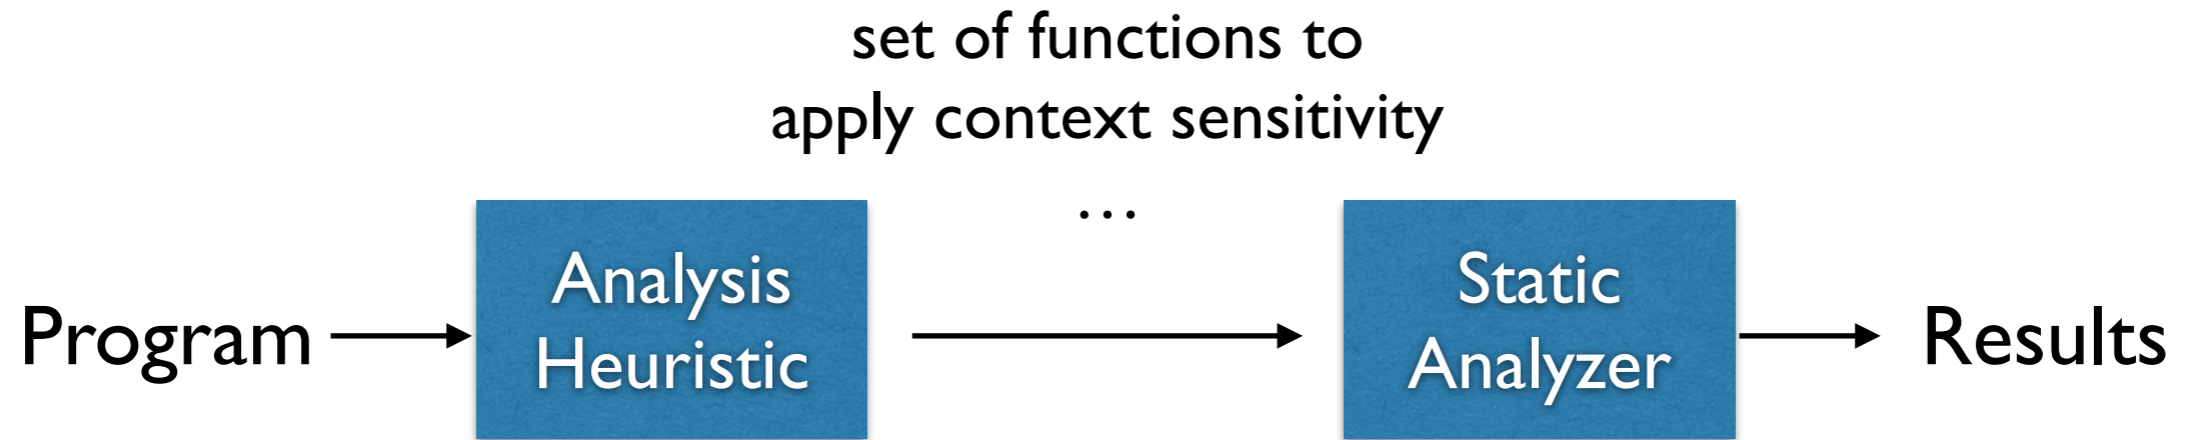 set of functions to
apply context sensitivity
...
Program
Analysis
Heuristic
Static
Analyzer
Results